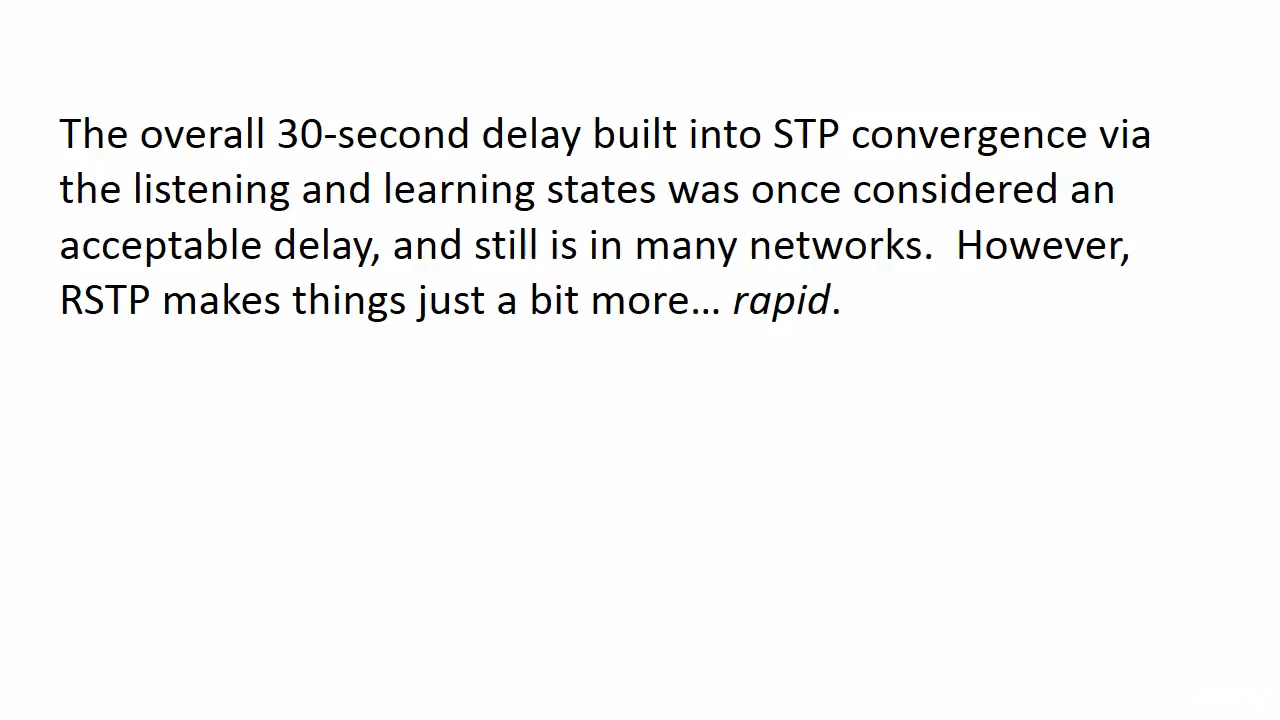 The overall 30-second delay built into STP convergence via
the listening and learning states was once considered an
acceptable delay, and still is in many networks.  However,
RSTP makes things just a bit more... rapid.